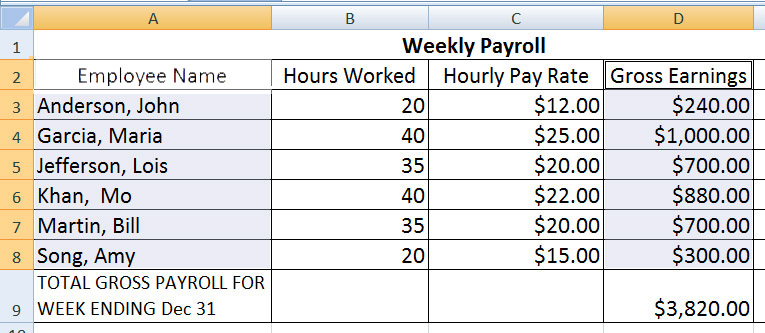 A B C D
1 Weekly Payroll
2 Employee Name Hours Worked Hourly Pay Rate Gross Earnings
3 Anderson, John 20 $12.00 $240.00
4 Garcia, Maria 40 $25.00 $1,000.00
5 Jefferson, Lois 35 $20.00 $700.00
6 Khan,  Mo 40 $22.00 $880.00
7 Martin, Bill 35 $20.00 $700.00
8 Song, Amy 20 $15.00 $300.00
TOTAL GROSS PAYROLL FOR
9 WEEK ENDING Dec 31 $3,820.00